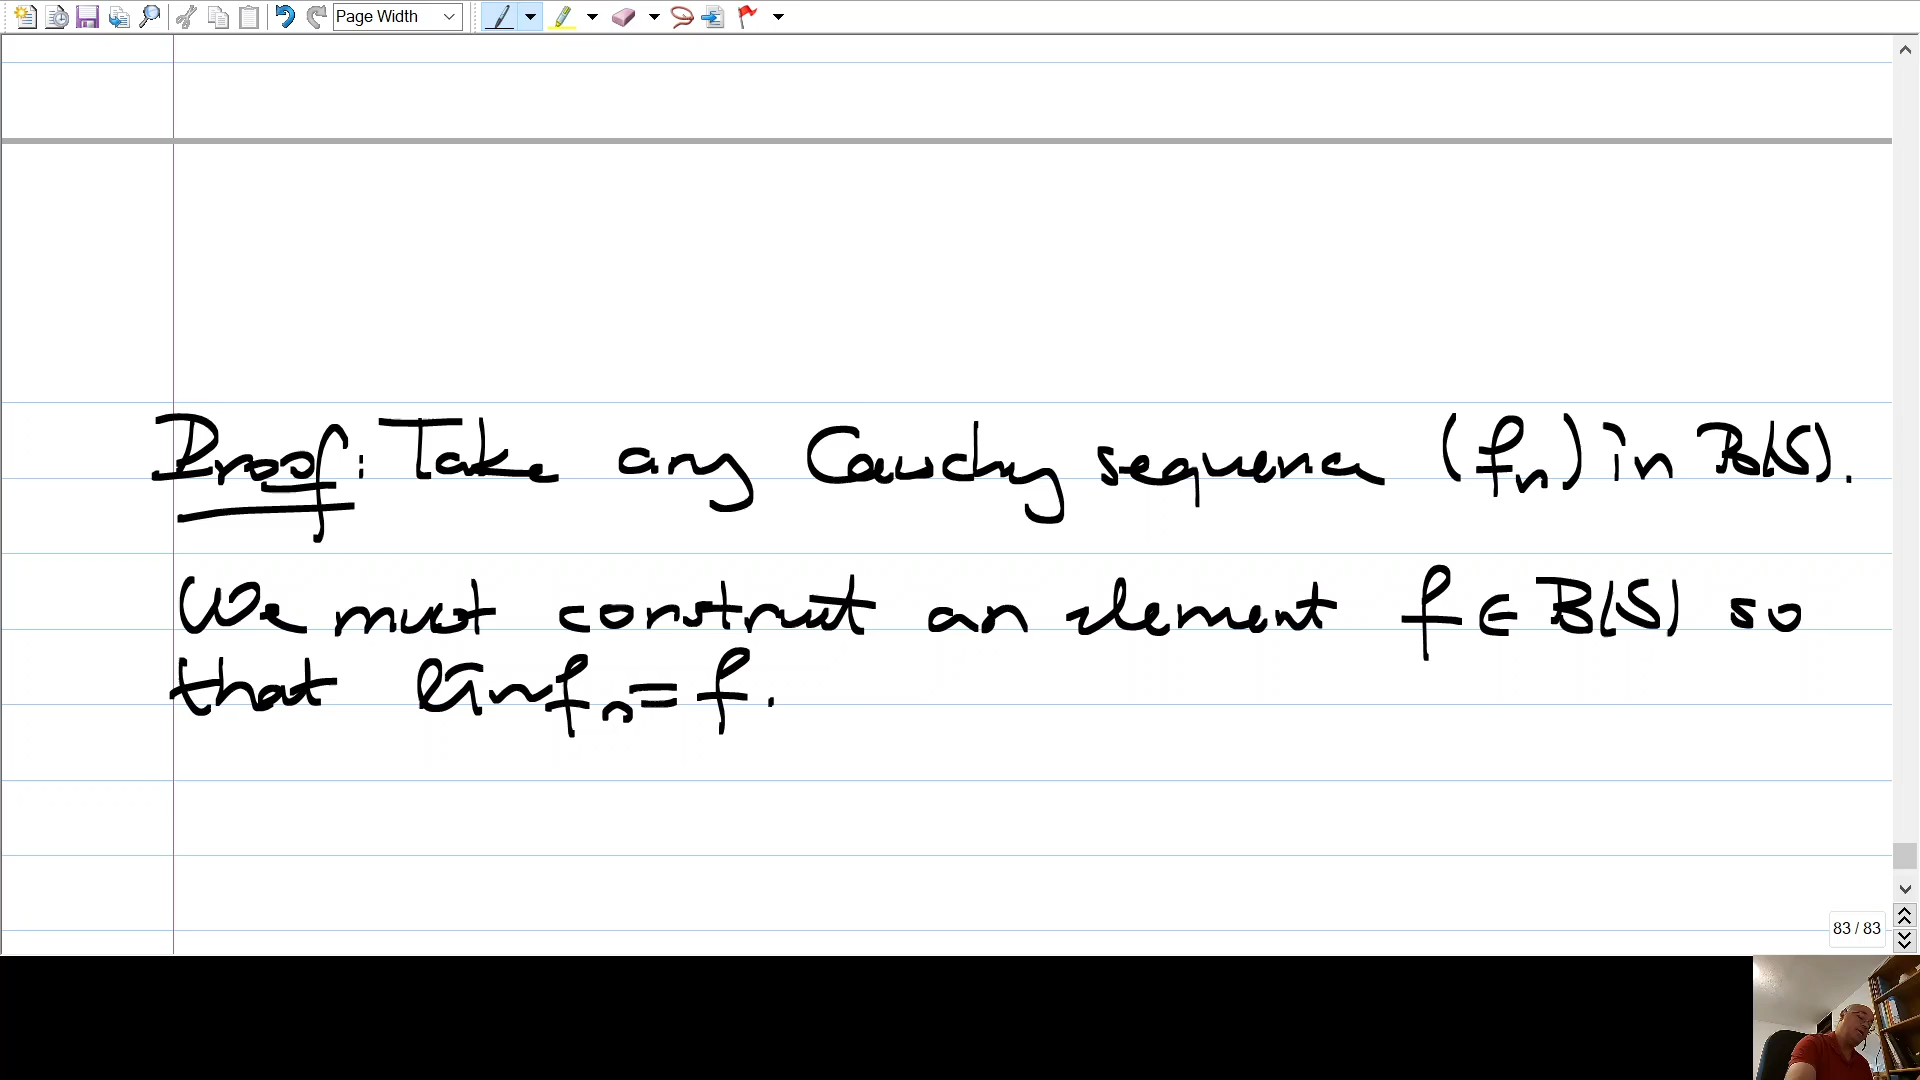 Page Width
Proof: Take any Cauchy sequence (fn) in B(S).
We must construct an element f ∈ B(S) so
that lim fn = f.
83 / 83